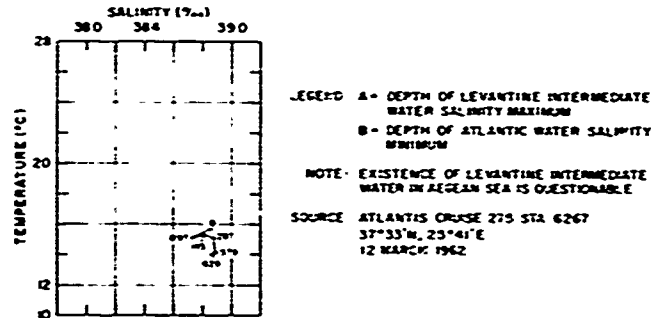 SALINITY (‰)
380 384 390
28
20
12
10
TEMPERATURE (°C)
LEGEND A - DEPTH OF LEVANTINE INTERMEDIATE
WATER SALINITY MAXIMUM
B - DEPTH OF ATLANTIC WATER SALINITY
MINIMUM
NOTE - EXISTENCE OF LEVANTINE INTERMEDIATE
WATER IN AEGEAN SEA IS QUESTIONABLE
SOURCE ATLANTIS CRUISE 275 STA 6267
37°33'N, 25°41'E
12 MARCH 1962